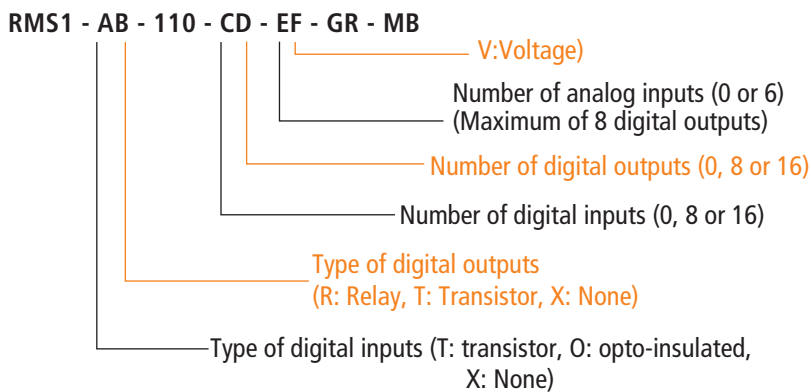 RMS1 - AB - 110 - CD - EF - GR - MB
V:Voltage)
Number of analog inputs (0 or 6)
(Maximum of 8 digital outputs)
Number of digital outputs (0, 8 or 16)
Number of digital inputs (0, 8 or 16)
Type of digital outputs
(R: Relay, T: Transistor, X: None)
Type of digital inputs (T: transistor, O: opto-insulated,
X: None)